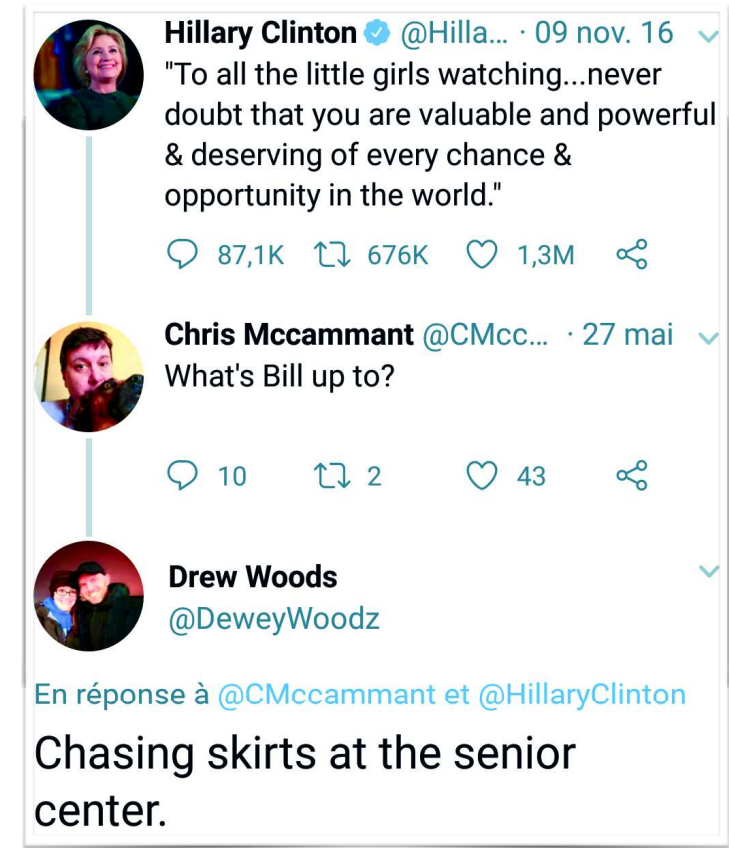 Hillary Clinton @Hilla... · 09 nov. 16
"To all the little girls watching...never
doubt that you are valuable and powerful
& deserving of every chance &
opportunity in the world."
87,1K 676K 1,3M
Chris Mccammant @CMcc... · 27 mai
What's Bill up to?
10 2 43
Drew Woods
@DeweyWoodz
En réponse à @CMccammant et @HillaryClinton
Chasing skirts at the senior
center.